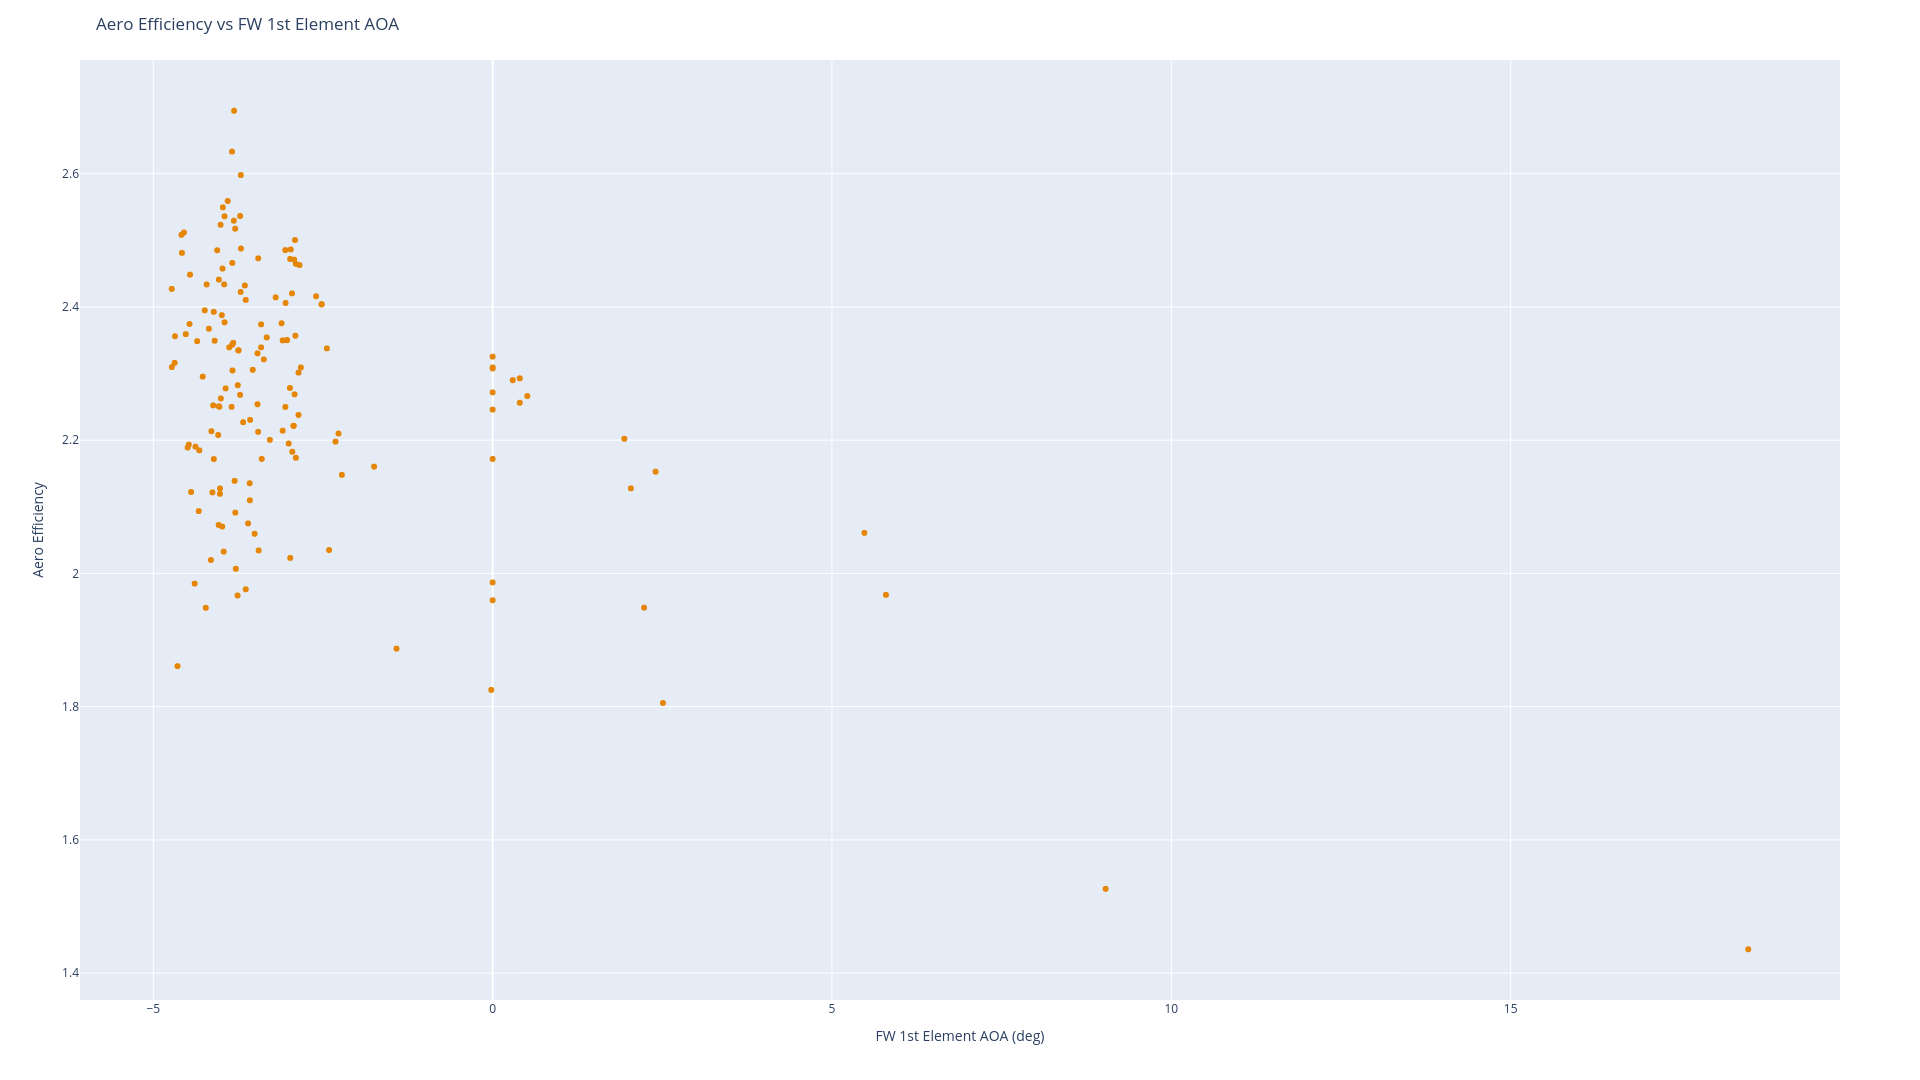 Aero Efficiency vs FW 1st Element AOA
2.6
2.4
2.2
2
1.8
1.6
1.4
Aero Efficiency
−5 0 5 10 15
FW 1st Element AOA (deg)